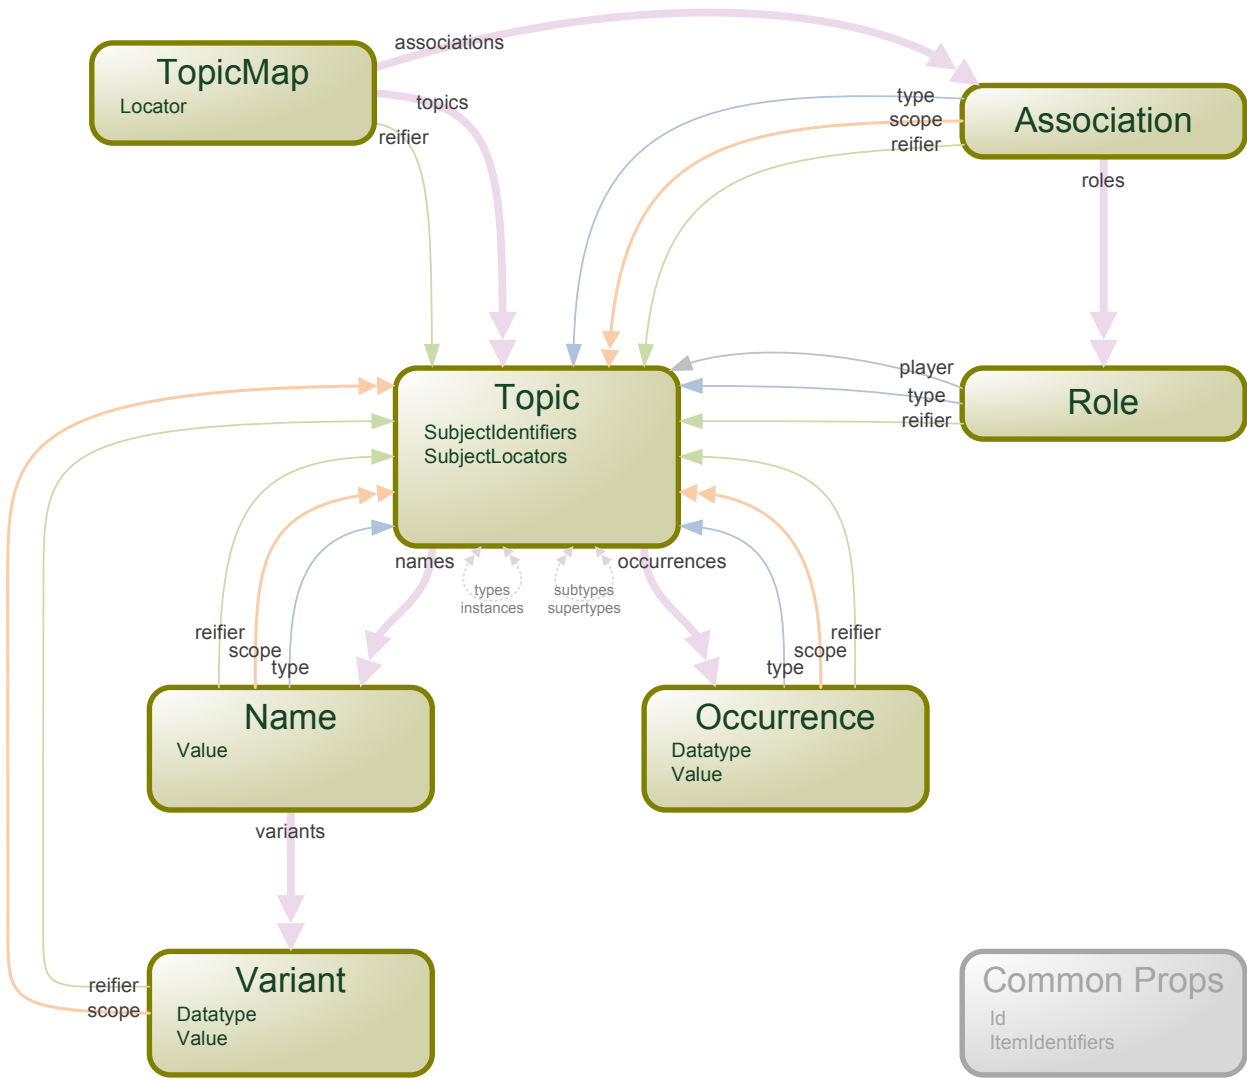 associations
TopicMap
Locator
topics
reifier
type
scope
reifier
Association
roles
player
type
reifier
Role
Topic
SubjectIdentifiers
SubjectLocators
names
types
instances
subtypes
supertypes
occurrences
reifier
scope
type
reifier
scope
type
Name
Value
Occurrence
Datatype
Value
variants
reifier
scope
Variant
Datatype
Value
Common Props
Id
ItemIdentifiers